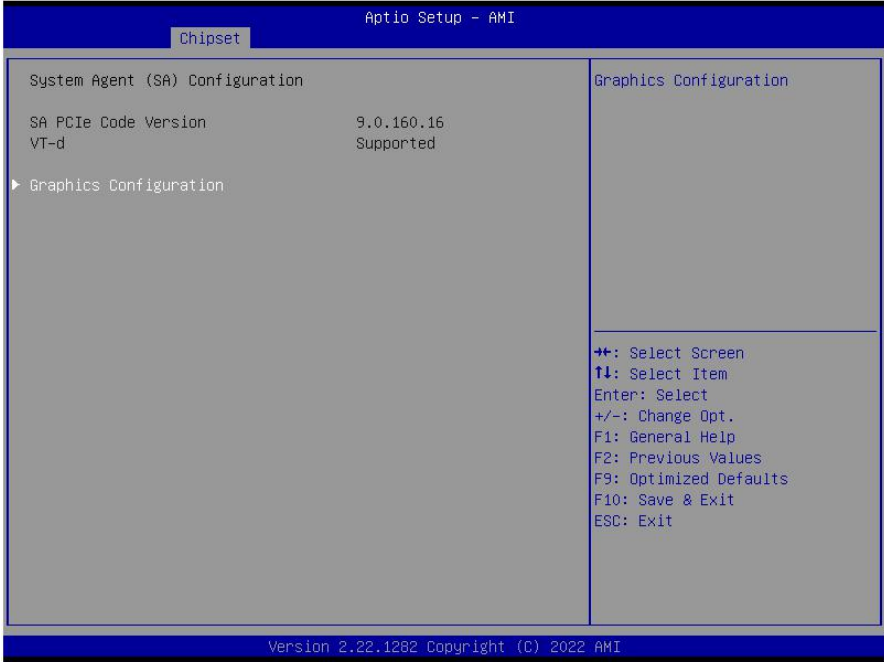 Aptio Setup – AMI
Chipset
System Agent (SA) Configuration
SA PCIe Code Version 9.0.160.16
VT-d Supported
▶ Graphics Configuration
Graphics Configuration
→←: Select Screen
↑↓: Select Item
Enter: Select
+/-: Change Opt.
F1: General Help
F2: Previous Values
F9: Optimized Defaults
F10: Save & Exit
ESC: Exit
Version 2.22.1282 Copyright (C) 2022 AMI